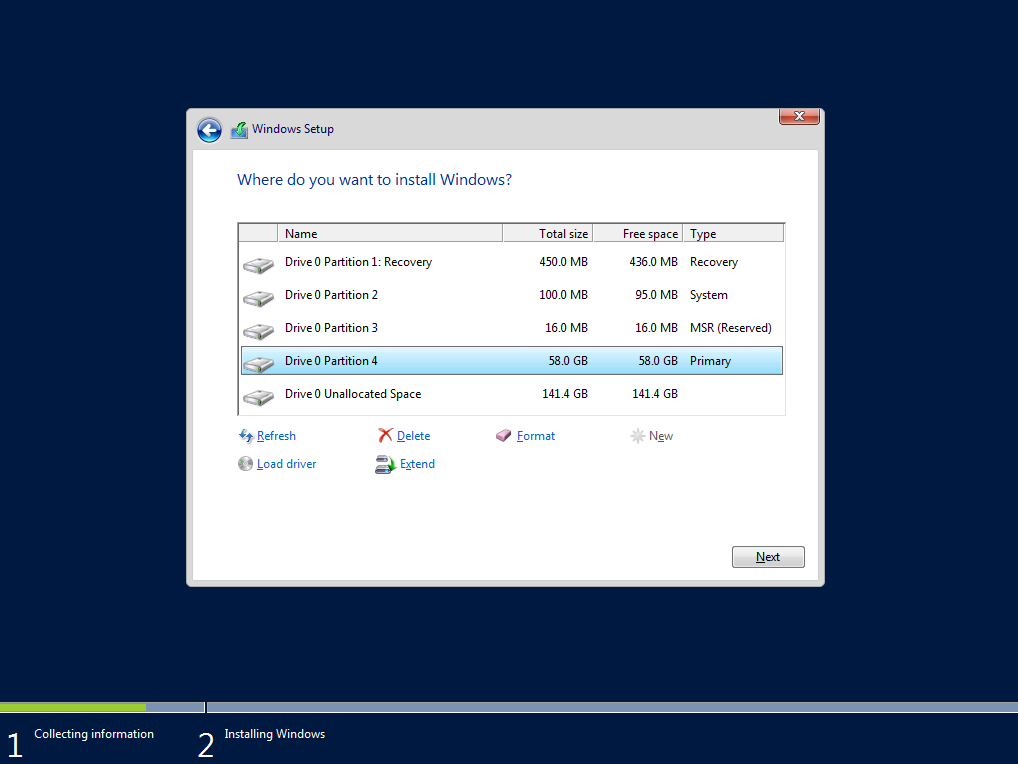 Windows Setup
Where do you want to install Windows?
Name Total size Free space Type
Drive 0 Partition 1: Recovery 450.0 MB 436.0 MB Recovery
Drive 0 Partition 2 100.0 MB 95.0 MB System
Drive 0 Partition 3 16.0 MB 16.0 MB MSR (Reserved)
Drive 0 Partition 4 58.0 GB 58.0 GB Primary
Drive 0 Unallocated Space 141.4 GB 141.4 GB
Refresh Delete Format New
Load driver Extend
Next
1 Collecting information 2 Installing Windows